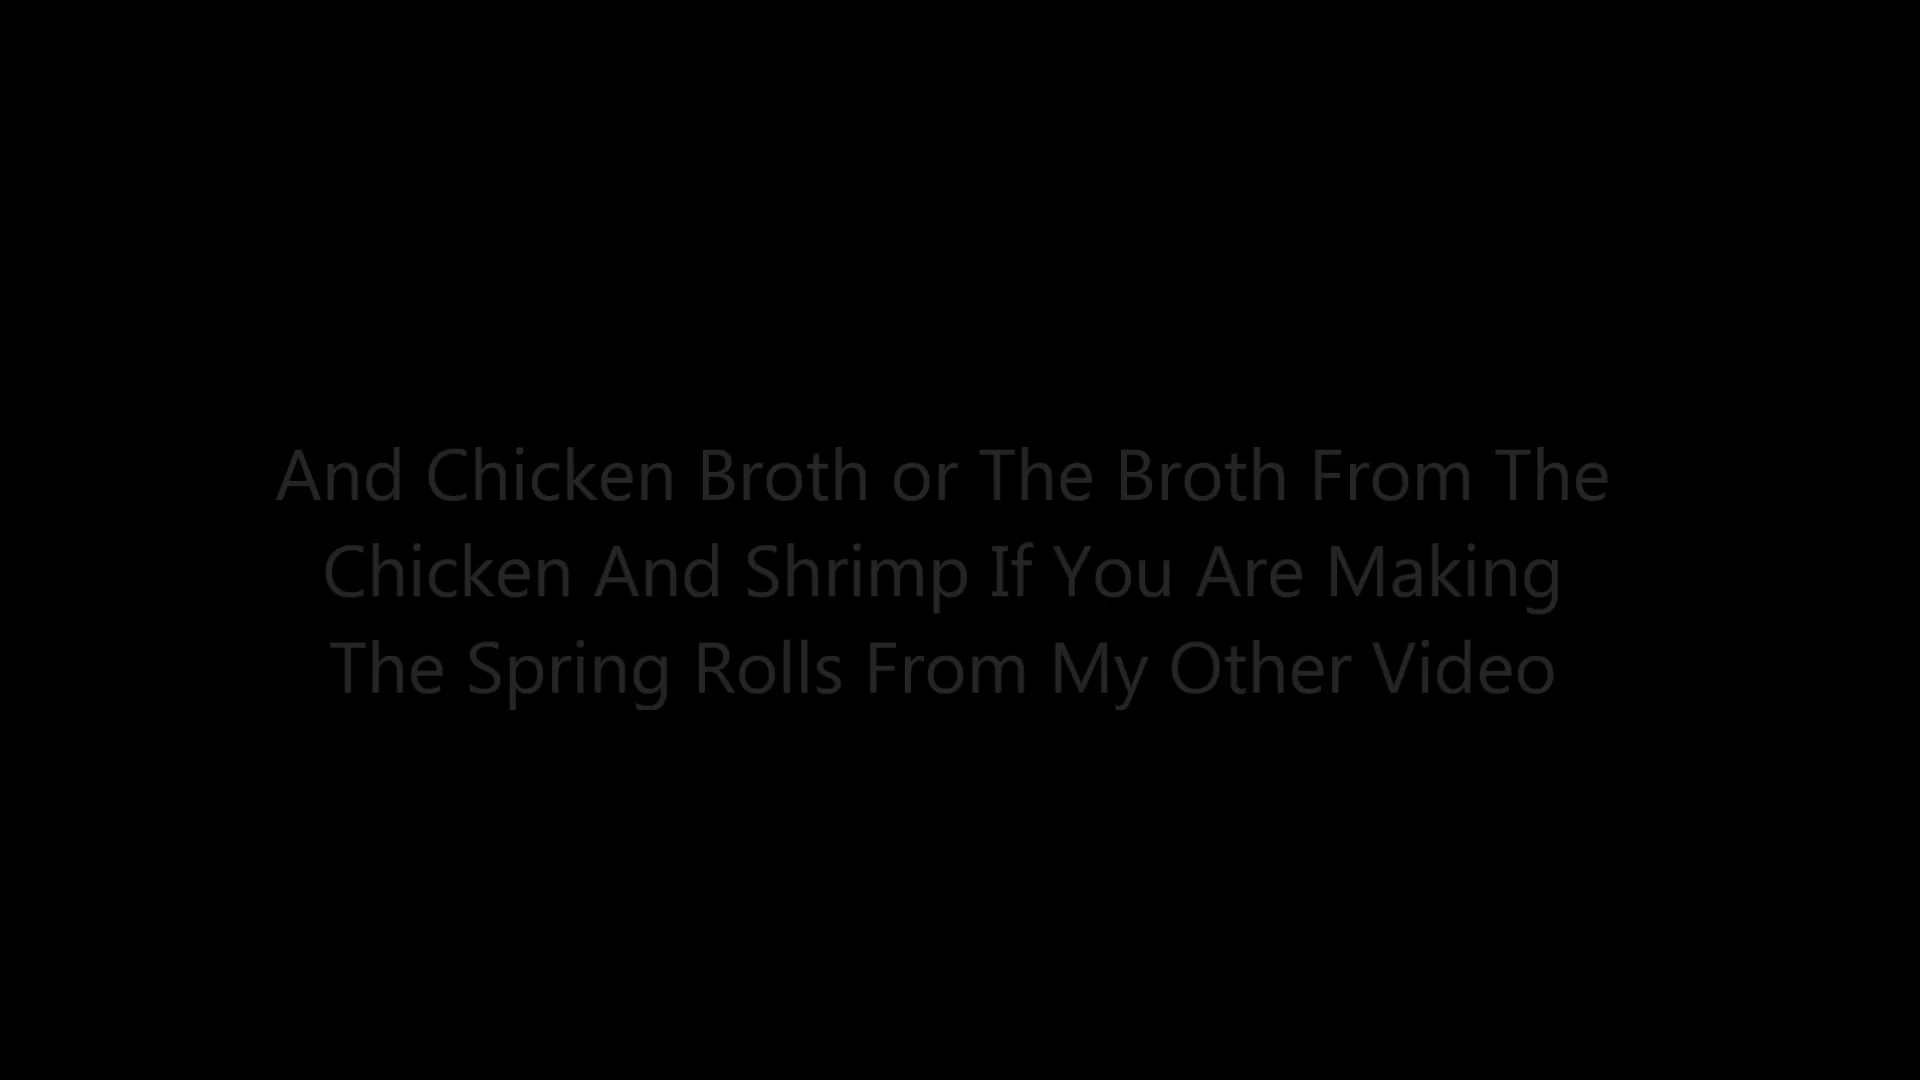 And Chicken Broth or The Broth From The
Chicken And Shrimp If You Are Making
The Spring Rolls From My Other Video